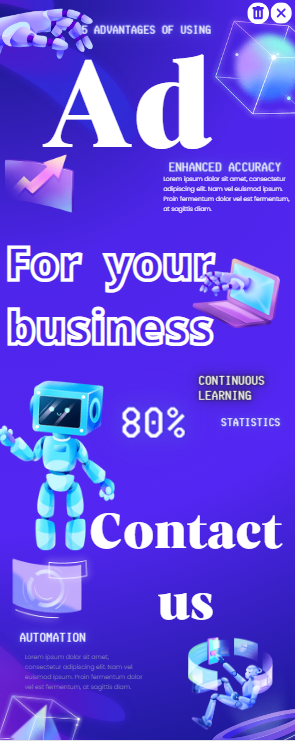 5 ADVANTAGES OF USING
Ad
ENHANCED ACCURACY
Lorem ipsum dolor sit amet, consectetur
adipiscing elit. Nam vel euismod ipsum.
Proin fermentum dolor vel fermentum,
at sagittis diam.
For your
business
CONTINUOUS
LEARNING
80%
STATISTICS
Contact
us
AUTOMATION
Lorem ipsum dolor sit amet,
consectetur adipiscing elit. Nam vel
euismod ipsum. Proin fermentum dolor
vel fermentum, at sagittis diam.